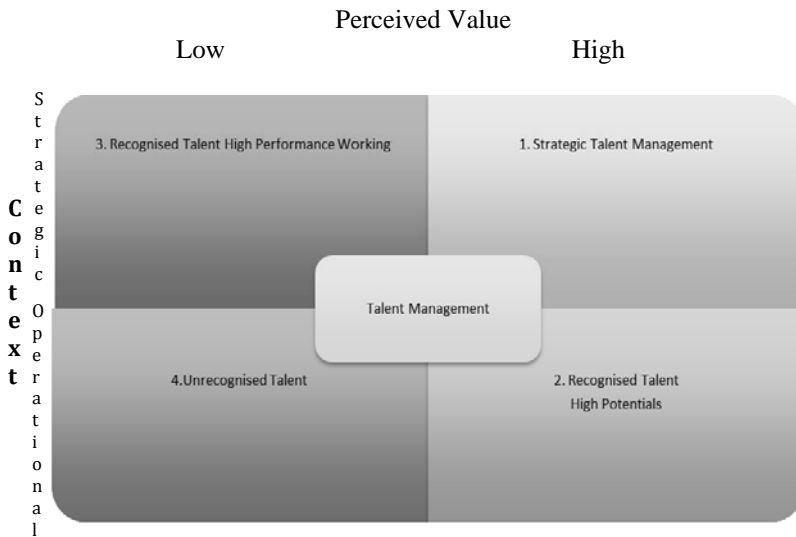 Perceived Value
Low High
Context
Strategic Operational
3. Recognised Talent High Performance Working
1. Strategic Talent Management
Talent Management
4.Unrecognised Talent
2. Recognised Talent
High Potentials